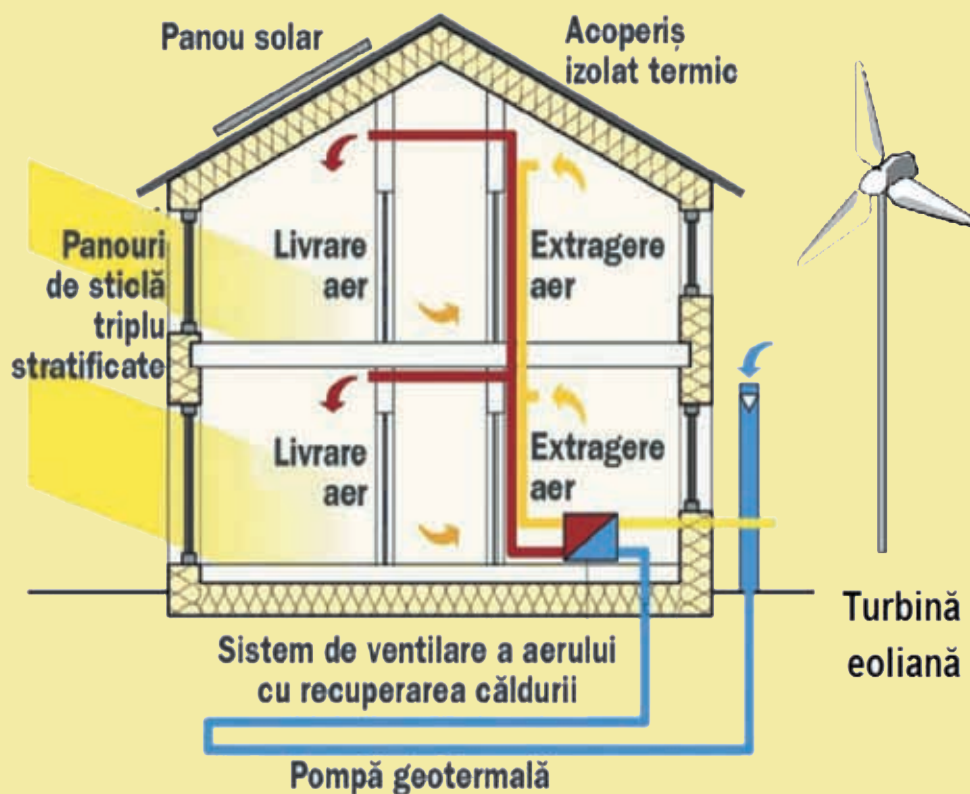 Panou solar
Acoperiș
izolat termic
Panouri
de sticlă
triplu
stratificate
Livrare
aer
Extragere
aer
Livrare
aer
Extragere
aer
Turbină
eoliană
Sistem de ventilare a aerului
cu recuperarea căldurii
Pompă geotermală